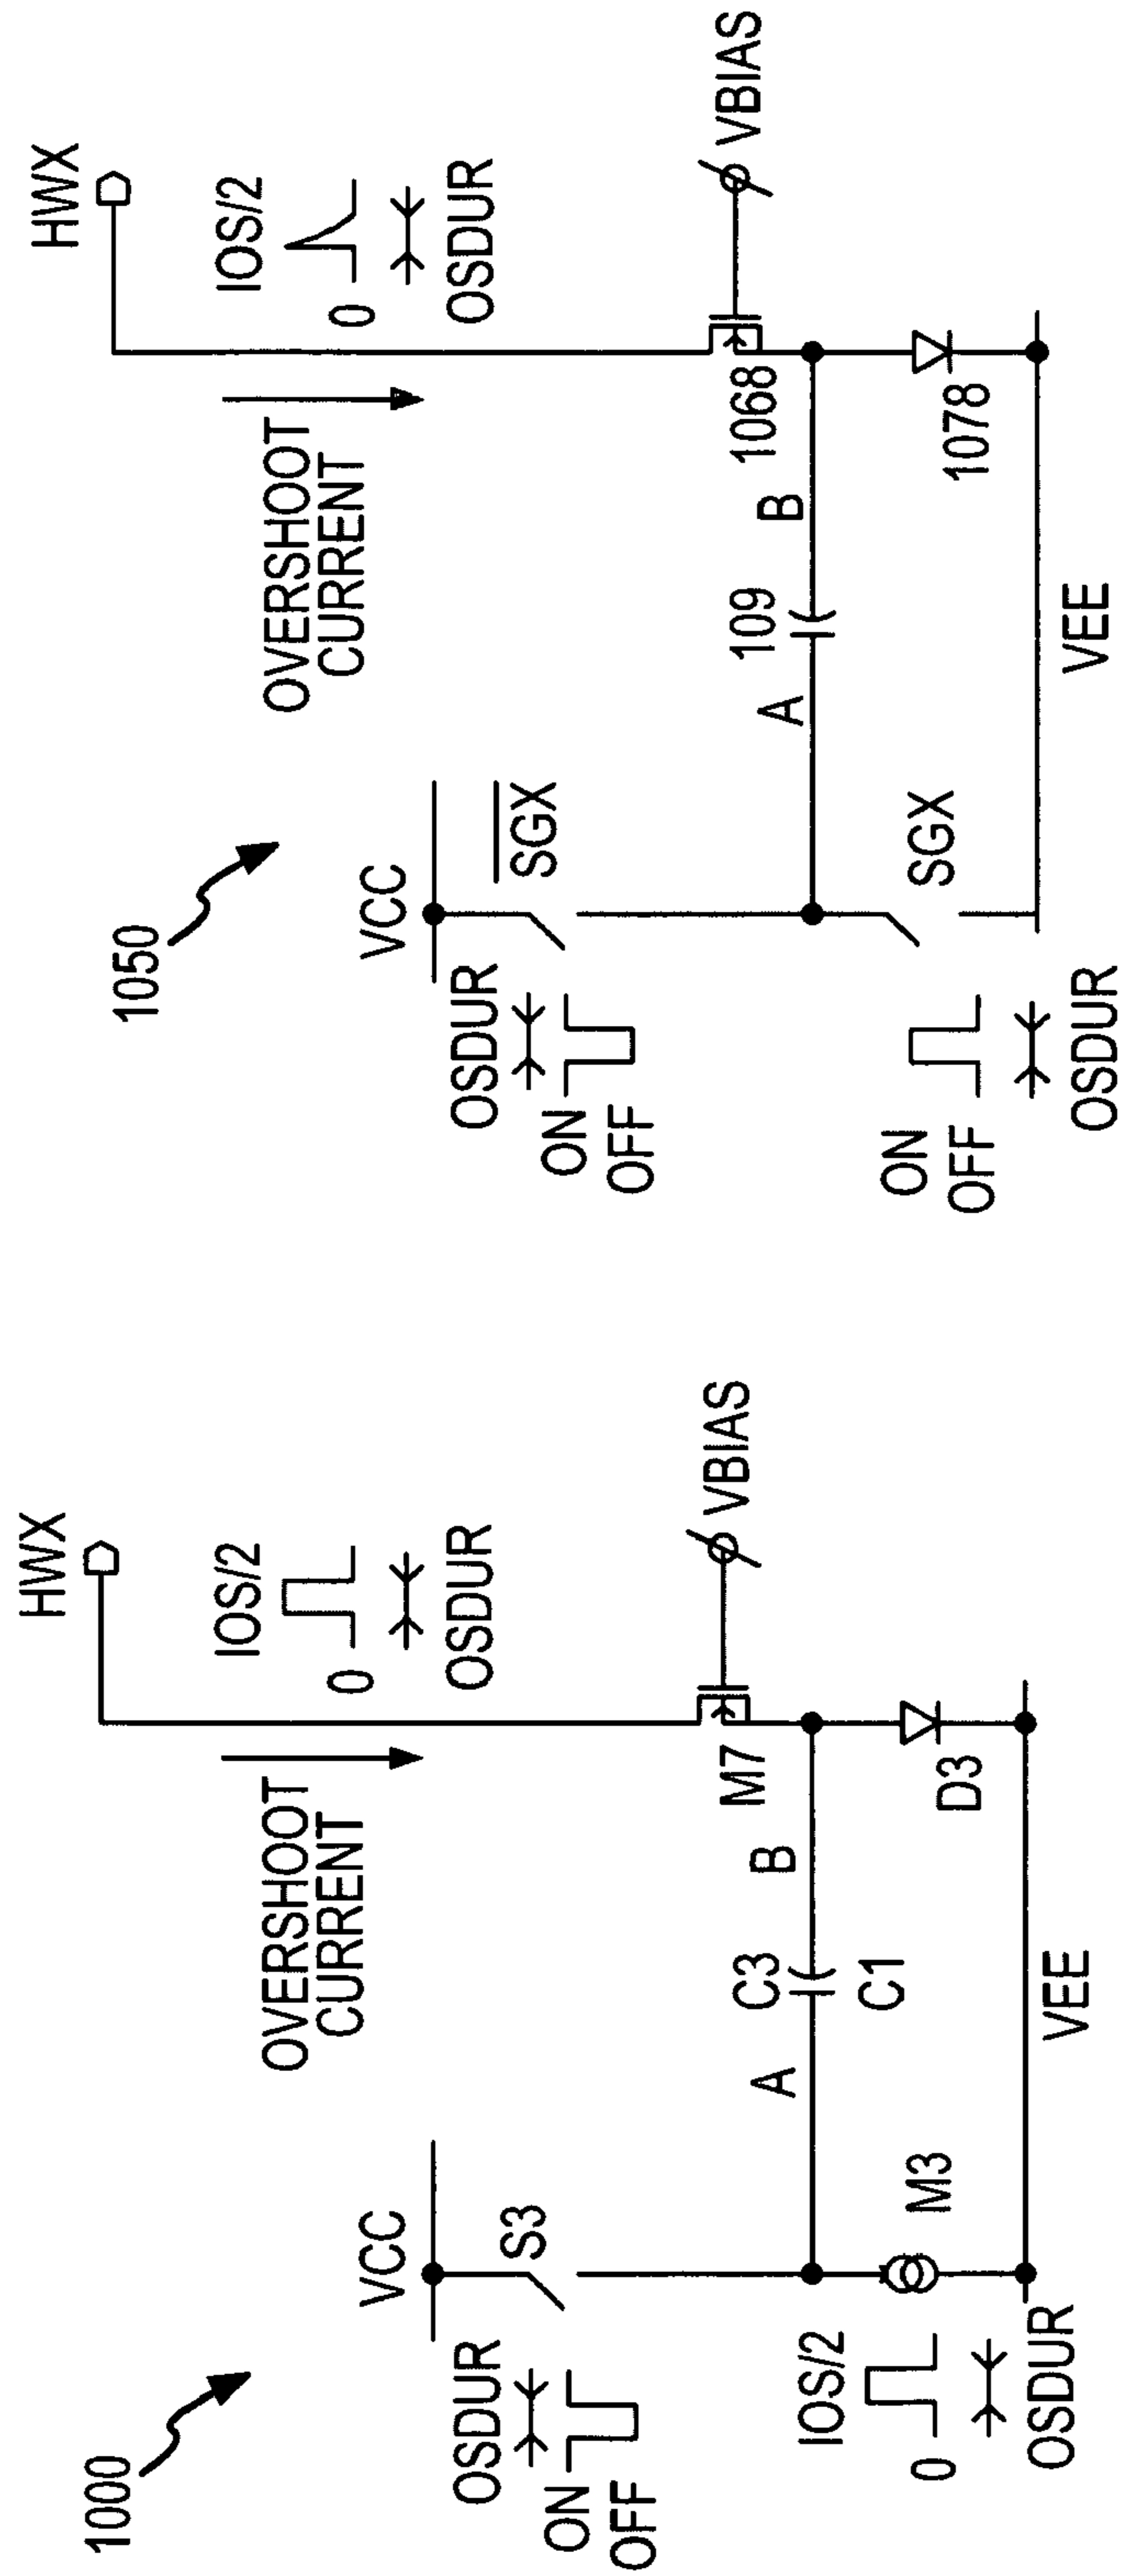 1000
OSDUR
ON
OFF
VCC
S3
IOS/2
0
OSDUR
M3
A
C3
C1
B
VEE
OVERSHOOT
CURRENT
HWX
IOS/2
0
OSDUR
M7
VBIAS
D3
1050
OSDUR
ON
OFF
VCC
SGX
ON
OFF
OSDUR
SGX
A
109
B
VEE
OVERSHOOT
CURRENT
HWX
IOS/2
0
OSDUR
1068
VBIAS
1078